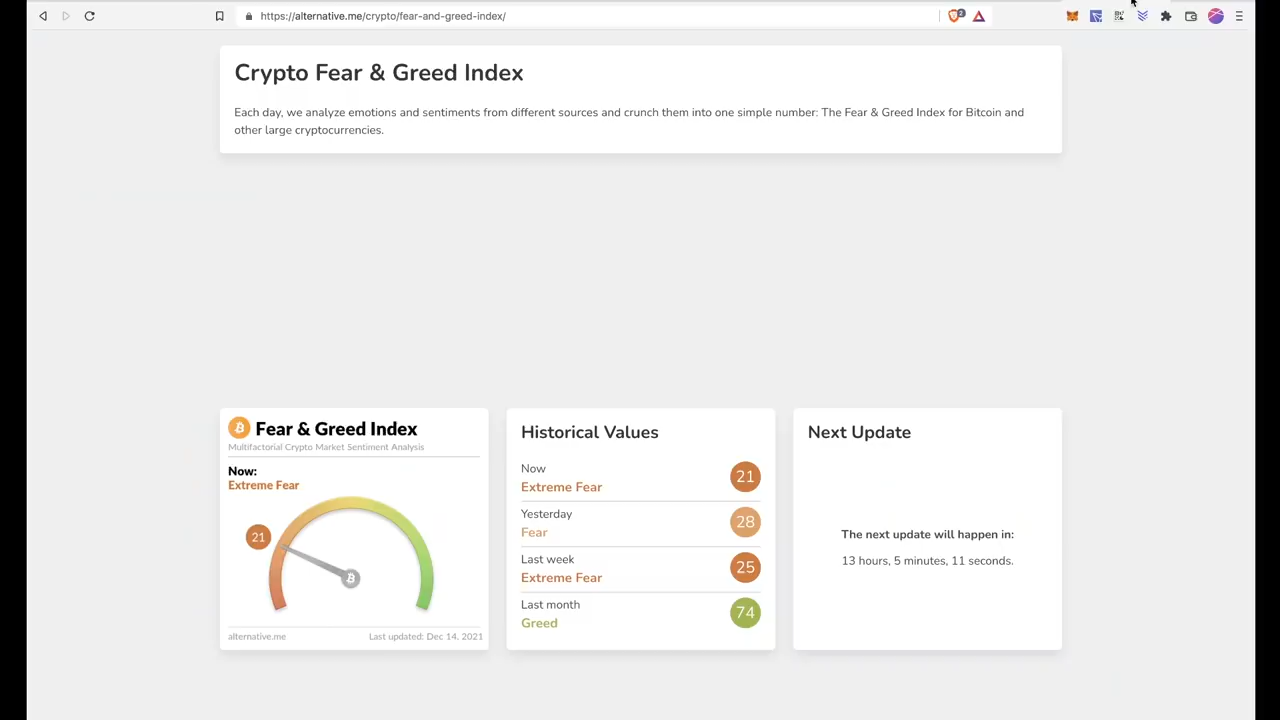 https://alternative.me/crypto/fear-and-greed-index/
2
Crypto Fear & Greed Index
Each day, we analyze emotions and sentiments from different sources and crunch them into one simple number: The Fear & Greed Index for Bitcoin and
other large cryptocurrencies.
Fear & Greed Index
Multifactorial Crypto Market Sentiment Analysis
Now:
Extreme Fear
21
alternative.me
Last updated: Dec 14, 2021
Historical Values
Now
Extreme Fear
21
Yesterday
Fear
28
Last week
Extreme Fear
25
Last month
Greed
74
Next Update
The next update will happen in:
13 hours, 5 minutes, 11 seconds.